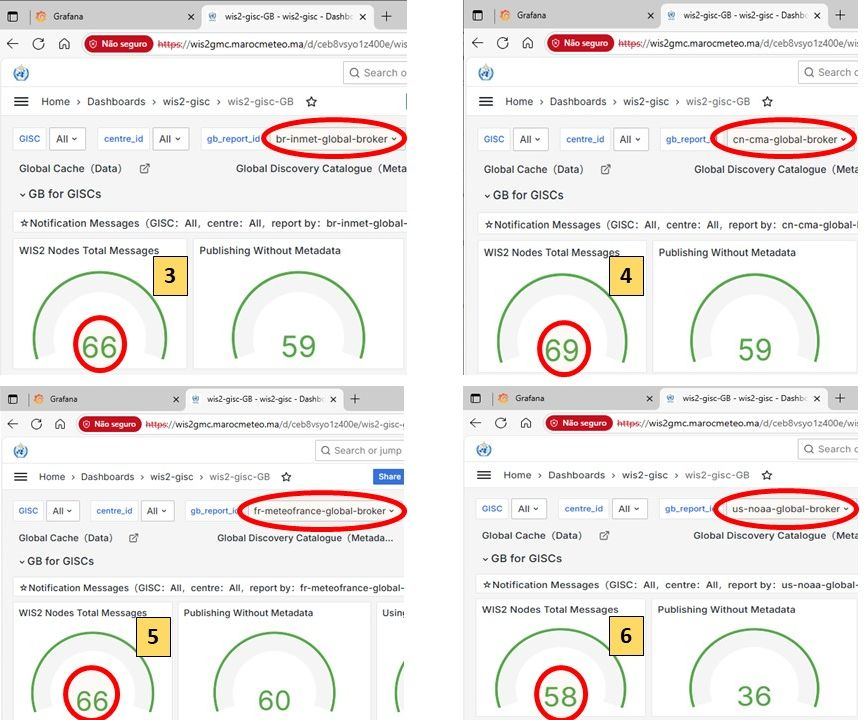 Grafana
wis2-gisc-GB - wis2-gisc - Dashbo
Não seguro https://wis2gmc.marocmeteo.ma/d/ceb8vsyo1z400e/wis
Search o
Home > Dashboards > wis2-gisc > wis2-gisc-GB
GISC All centre_id All gb_report_id br-inmet-global-broker
Global Cache（Data） Global Discovery Catalogue (Meta
GB for GISCs
☆Notification Messages（GISC：All，centre：All，report by：br-inmet-global-
WIS2 Nodes Total Messages Publishing Without Metadata
3
66 59
Grafana
wis2-gisc-GB - wis2-gisc - Dashb
Não seguro https://wis2gmc.marocmeteo.ma/d/ceb8vsyo1z400e/
Search
Home > Dashboards > wis2-gisc > wis2-gisc-GB
GISC All centre_id All gb_report_i cn-cma-global-broker
Global Cache（Data） Global Discovery Catalogue (
GB for GISCs
☆Notification Messages（GISC：All，centre：All，report by：cn-cma-gl
WIS2 Nodes Total Messages Publishing Without Metadata
4
69 59
Grafana
wis2-gisc-GB - wis2-gisc - Dashb
Não seguro https://wis2gmc.marocmeteo.ma/d/ceb8vsyo1z400e/wis2-gisc-
Search or jump
Home > Dashboards > wis2-gisc > wis2-gisc-GB Share
GISC All centre_id All gb_report_id fr-meteofrance-global-broker
Global Cache（Data） Global Discovery Catalogue (Metada...
GB for GISCs
☆Notification Messages（GISC：All，centre：All，report by：fr-meteofrance-global-
WIS2 Nodes Total Messages Publishing Without Metadata Using
5
66 60
Grafana
wis2-gisc-GB - wis2-gisc - Dashbo
Não seguro https://wis2gmc.marocmeteo.ma/d/ceb8vsyo1z400e/wis
Search o
Home > Dashboards > wis2-gisc > wis2-gisc-GB
GISC All centre_id All gb_report_i us-noaa-global-broker
Global Cache（Data） Global Discovery Catalogue (Meta
GB for GISCs
☆Notification Messages（GISC：All，centre：All，report by：us-noaa-global-
WIS2 Nodes Total Messages Publishing Without Metadata
6
58 36